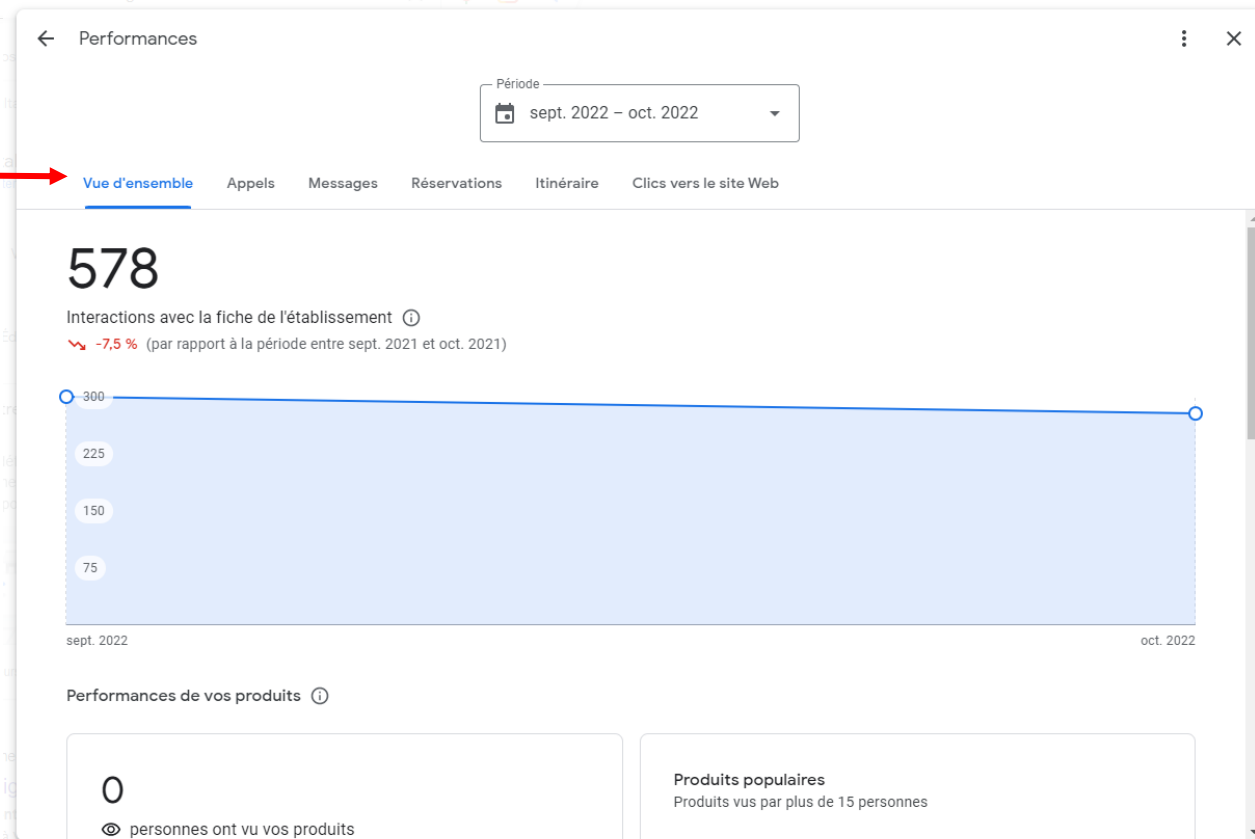 Performances
Période
sept. 2022 – oct. 2022
Vue d'ensemble
Appels
Messages
Réservations
Itinéraire
Clics vers le site Web
578
Interactions avec la fiche de l'établissement
-7,5 % (par rapport à la période entre sept. 2021 et oct. 2021)
300
225
150
75
sept. 2022
oct. 2022
Performances de vos produits
0
personnes ont vu vos produits
Produits populaires
Produits vus par plus de 15 personnes